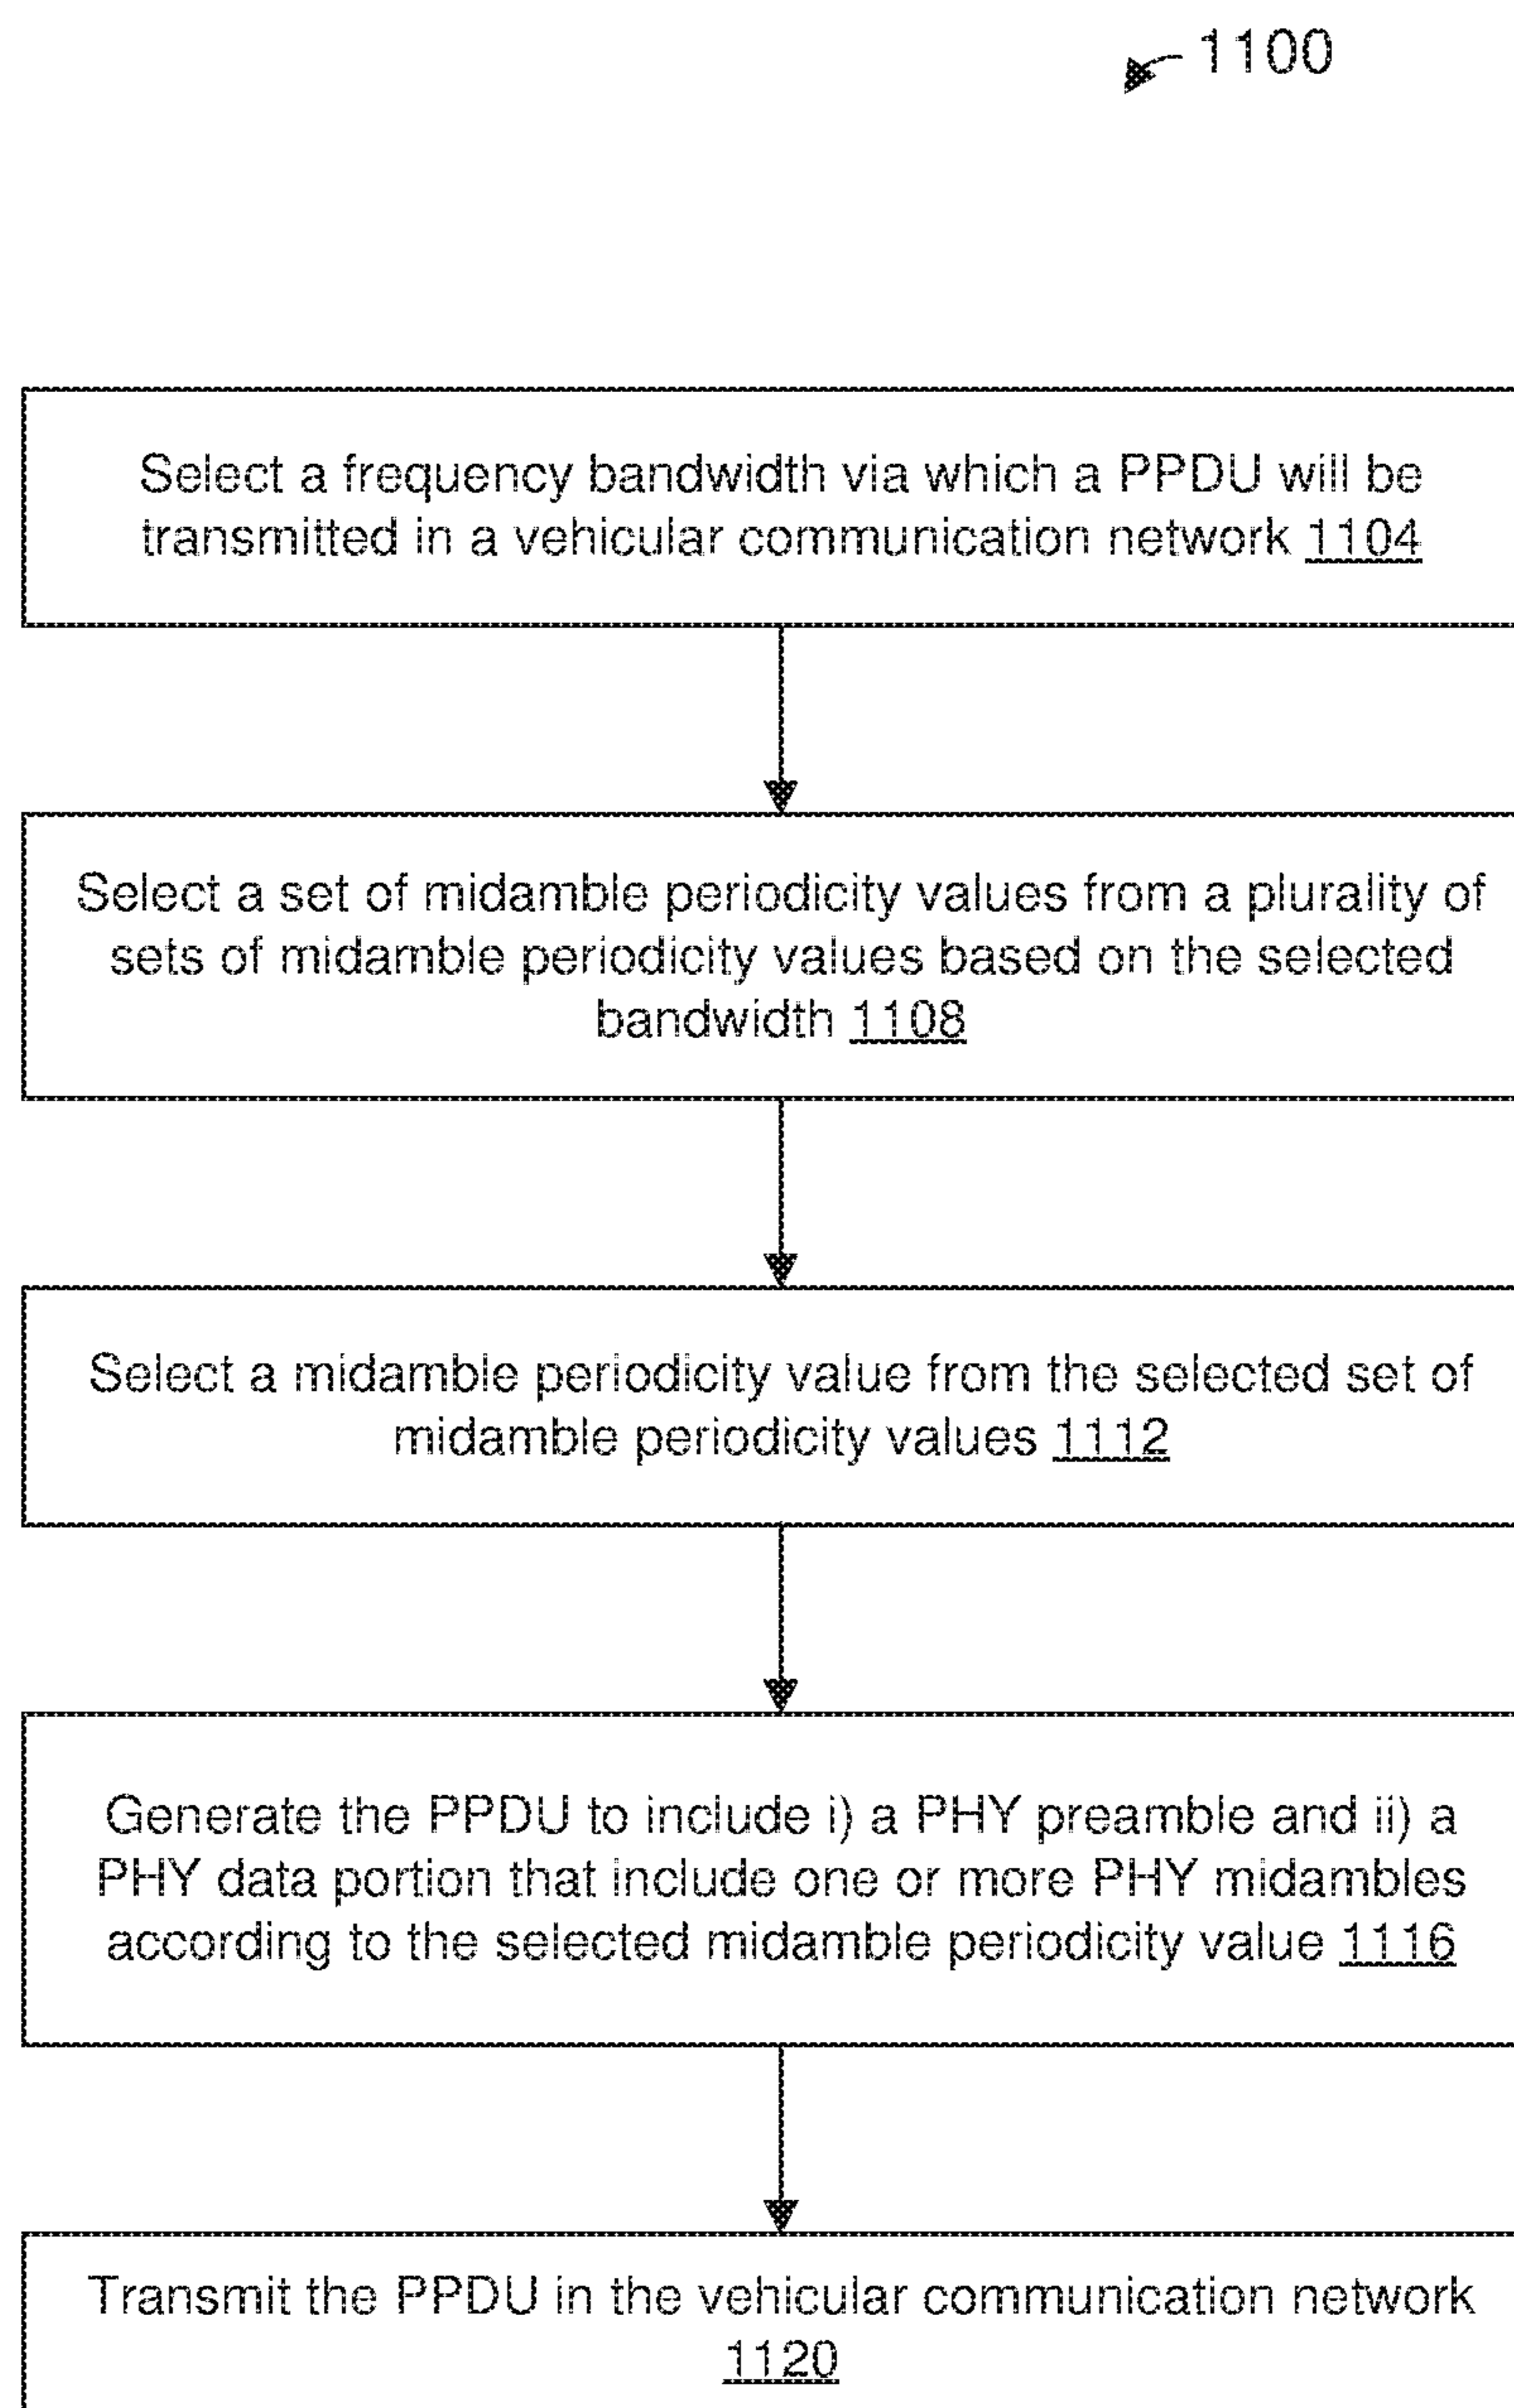 1100
Select a frequency bandwidth via which a PPDU will be
transmitted in a vehicular communication network 1104
Select a set of midamble periodicity values from a plurality of
sets of midamble periodicity values based on the selected
bandwidth 1108
Select a midamble periodicity value from the selected set of
midamble periodicity values 1112
Generate the PPDU to include i) a PHY preamble and ii) a
PHY data portion that include one or more PHY midambles
according to the selected midamble periodicity value 1116
Transmit the PPDU in the vehicular communication network
1120